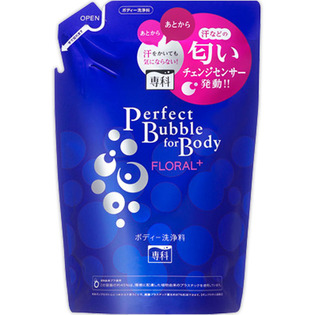 ボディー洗浄料
OPEN
あとから
あとから
汗をかいても
気にならない!
専科
汗などの
匂い
チェンジセンサー
発動!!
Perfect
Bubble
for Body
FLORAL+
ボディー洗浄料
専科